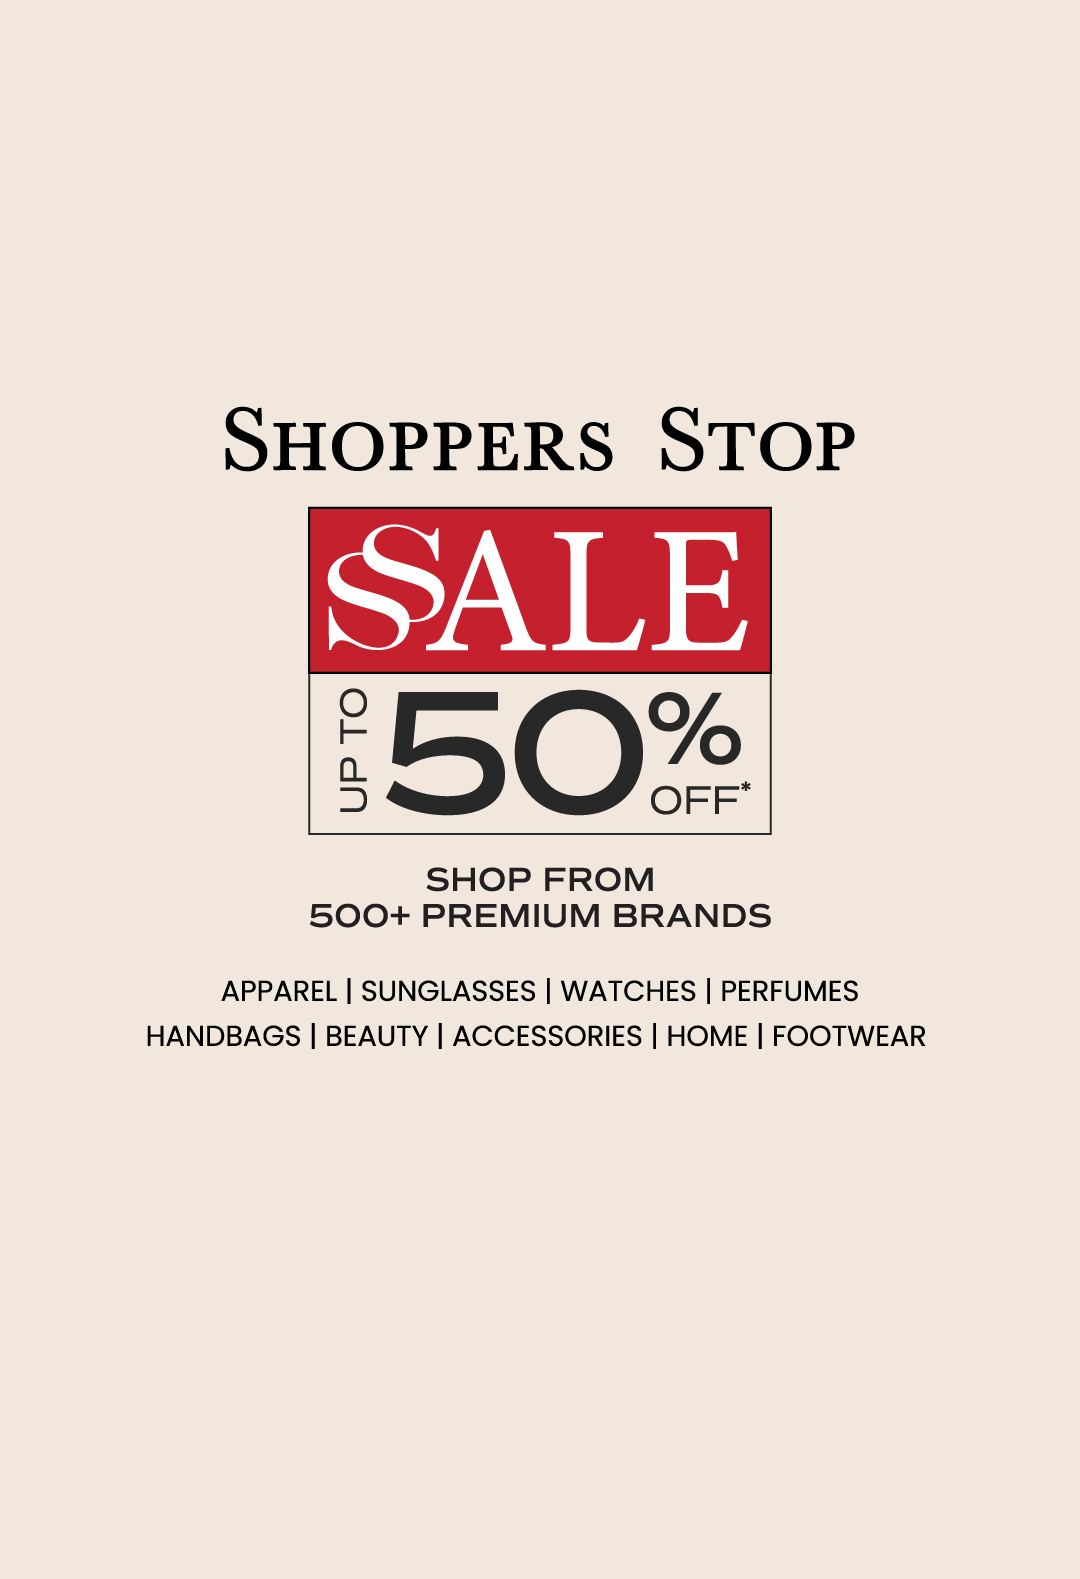 SHOPPERS STOP
SSALE
UP TO 50% OFF*
SHOP FROM
500+ PREMIUM BRANDS
APPAREL | SUNGLASSES | WATCHES | PERFUMES
HANDBAGS | BEAUTY | ACCESSORIES | HOME | FOOTWEAR